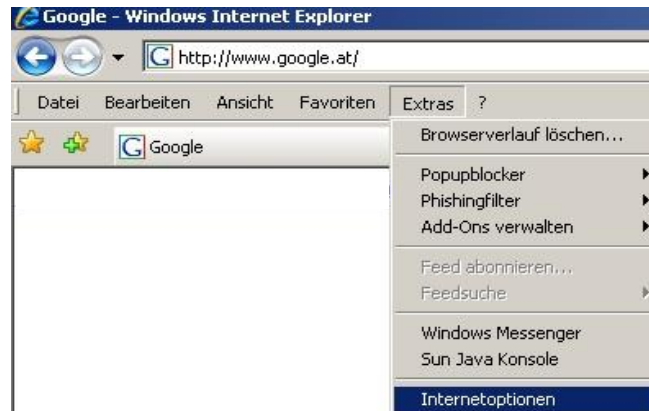 Google - Windows Internet Explorer
http://www.google.at/
Datei Bearbeiten Ansicht Favoriten Extras ?
Google
Browserverlauf löschen...
Popupblocker
Phishingfilter
Add-Ons verwalten
Feed abonnieren...
Feedsuche
Windows Messenger
Sun Java Konsole
Internetoptionen